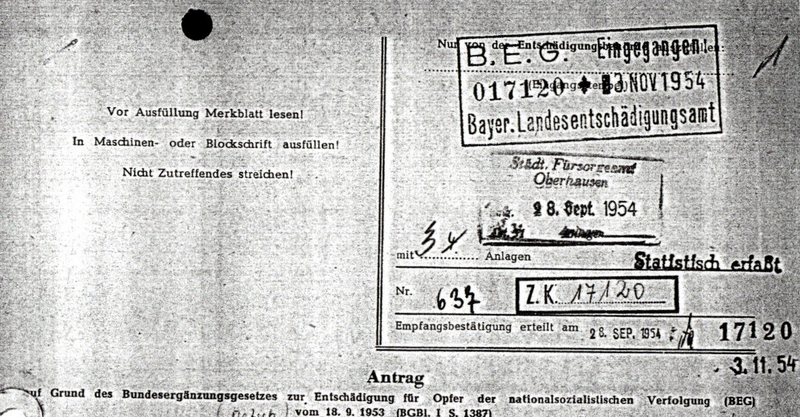 Vor Ausfüllung Merkblatt lesen!
In Maschinen- oder Blockschrift ausfüllen!
Nicht Zutreffendes streichen!
Nur von der Entschädigungsbehörde auszufüllen:
B.E.G. Eingegangen:
017120 3 NOV 1954
Bayer. Landesentschädigungsamt
Städt. Fürsorgeamt
Oberhausen
28. Sept. 1954
Anlagen
mit 34 Anlagen
Statistisch erfaßt
Nr. 637
Z.K. 17120
Empfangsbestätigung erteilt am 28. SEP. 1954
17120
3.11.54
Antrag
auf Grund des Bundesergänzungsgesetzes zur Entschädigung für Opfer der nationalsozialistischen Verfolgung (BEG)
vom 18. 9. 1953 (BGBl. I S. 1387)